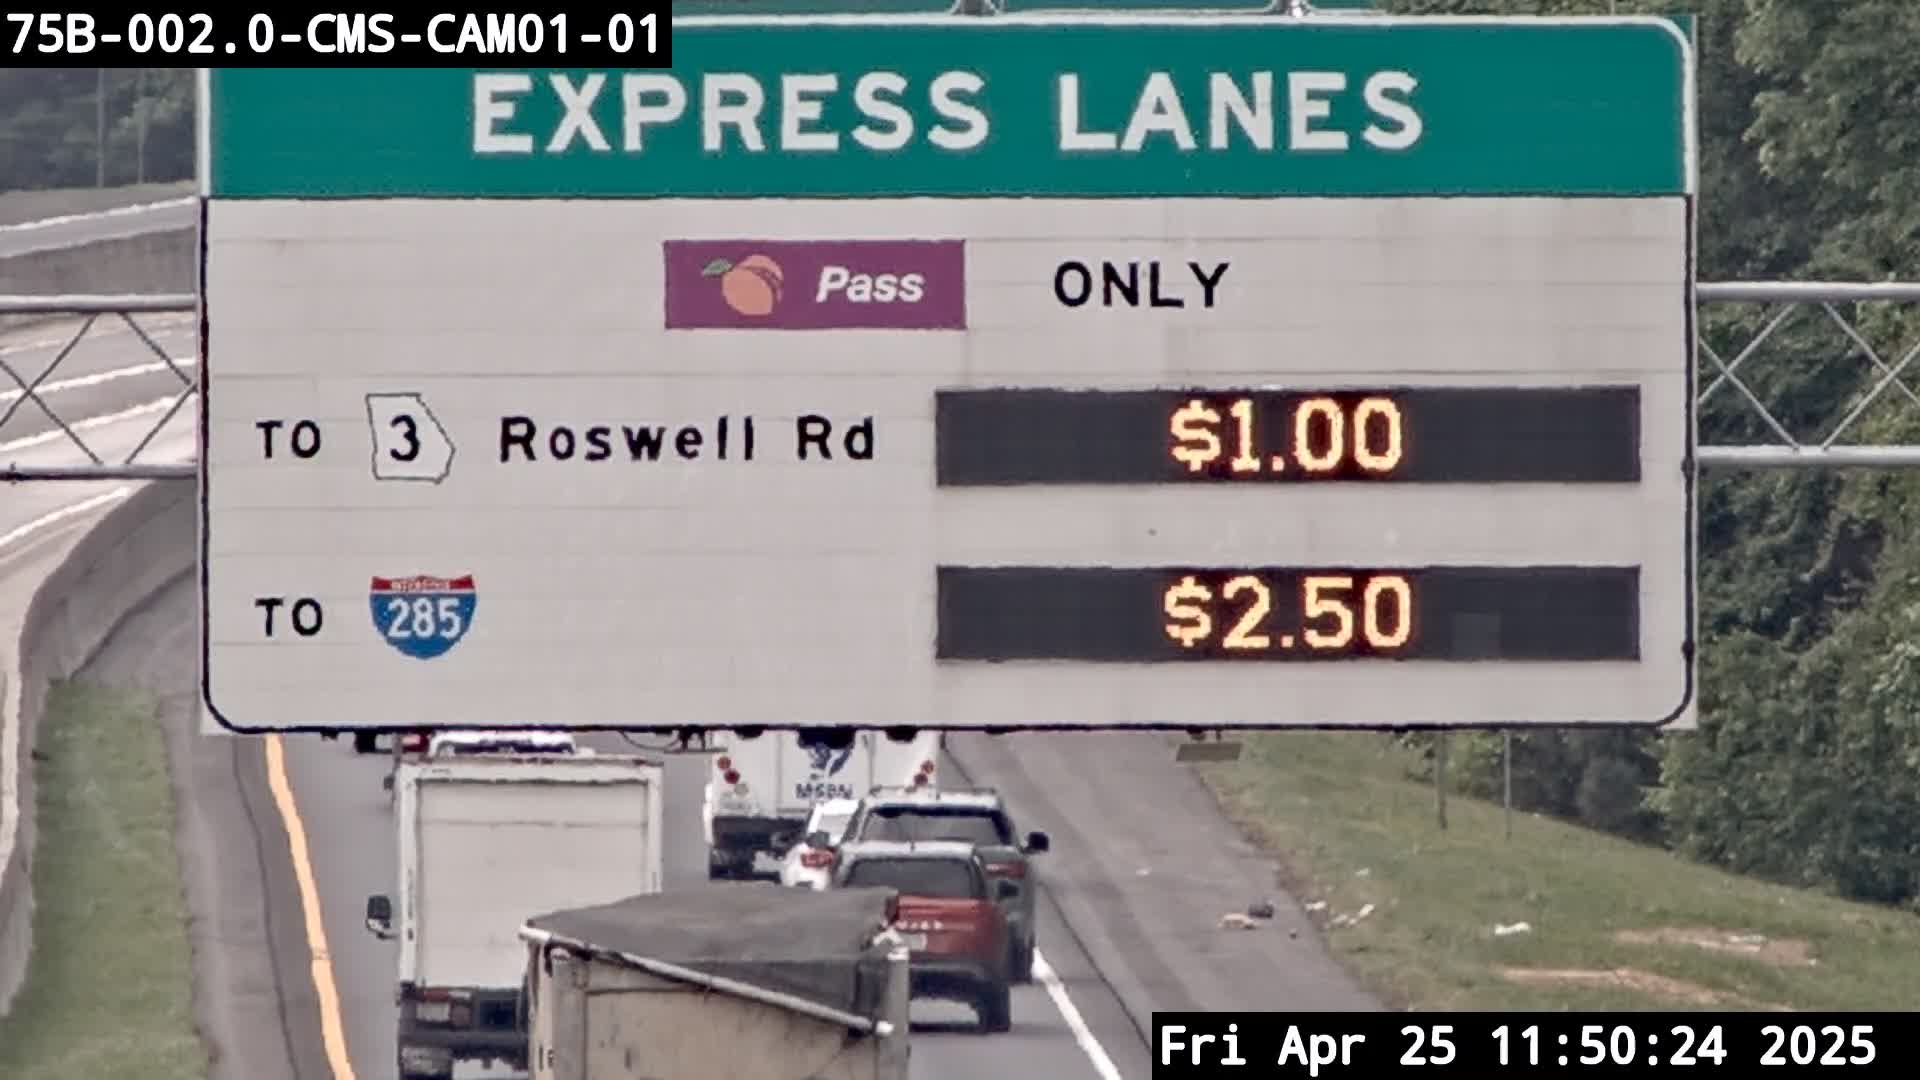 75B-002.0-CMS-CAM01-01
EXPRESS LANES
Pass ONLY
TO 3 Roswell Rd $1.00
INTERSTATE
TO 285 $2.50
Fri Apr 25 11:50:24 2025